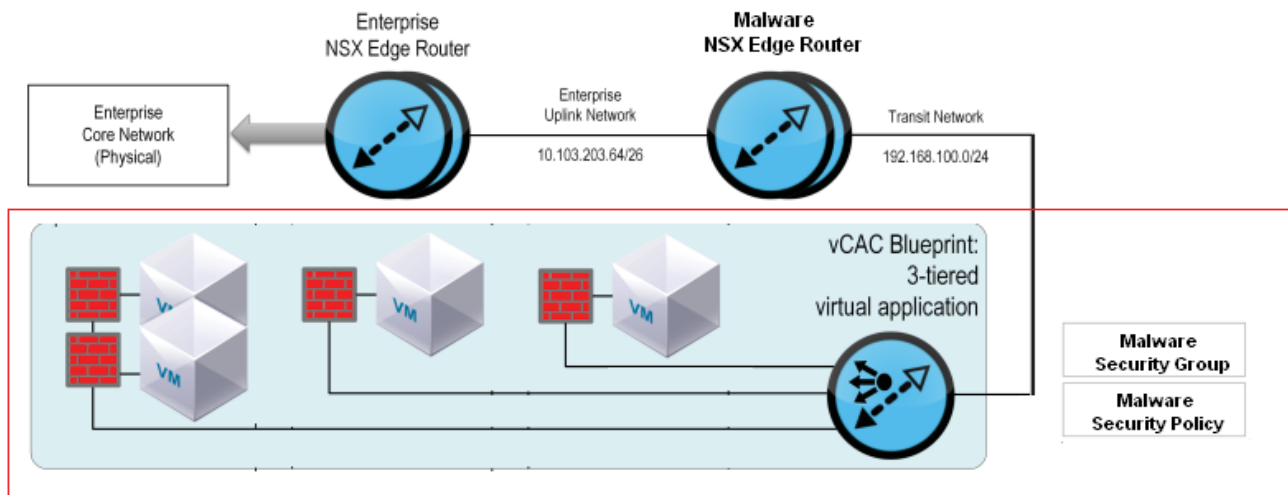 Enterprise
NSX Edge Router
Malware
NSX Edge Router
Enterprise
Core Network
(Physical)
Enterprise
Uplink Network
10.103.203.64/26
Transit Network
192.168.100.0/24
vCAC Blueprint:
3-tiered
virtual application
VM
VM
VM
VM
Malware
Security Group
Malware
Security Policy